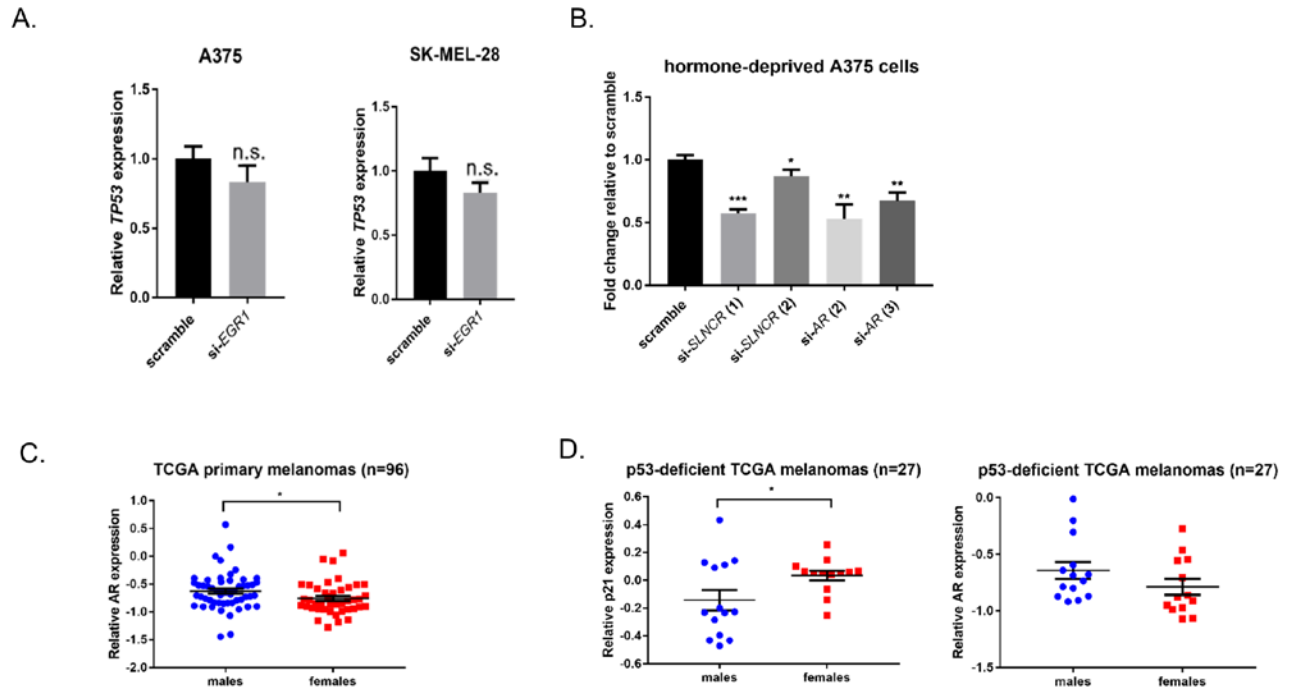 A.
A375
Relative TP53 expression
1.5
1.0
0.5
0.0
n.s.
scramble
si-EGR1
SK-MEL-28
Relative TP53 expression
1.5
1.0
0.5
0.0
n.s.
scramble
si-EGR1
B.
hormone-deprived A375 cells
Fold change relative to scramble
1.5
1.0
0.5
0.0
***
*
**
**
scramble
si-SLNCR (1)
si-SLNCR (2)
si-AR (2)
si-AR (3)
C.
TCGA primary melanomas (n=96)
*
Relative AR expression
1.0
0.5
0.0
-0.5
-1.0
-1.5
-2.0
males
females
D.
p53-deficient TCGA melanomas (n=27)
*
Relative p21 expression
0.6
0.4
0.2
0.0
-0.2
-0.4
-0.6
males
females
p53-deficient TCGA melanomas (n=27)
Relative AR expression
0.0
-0.5
-1.0
-1.5
males
females